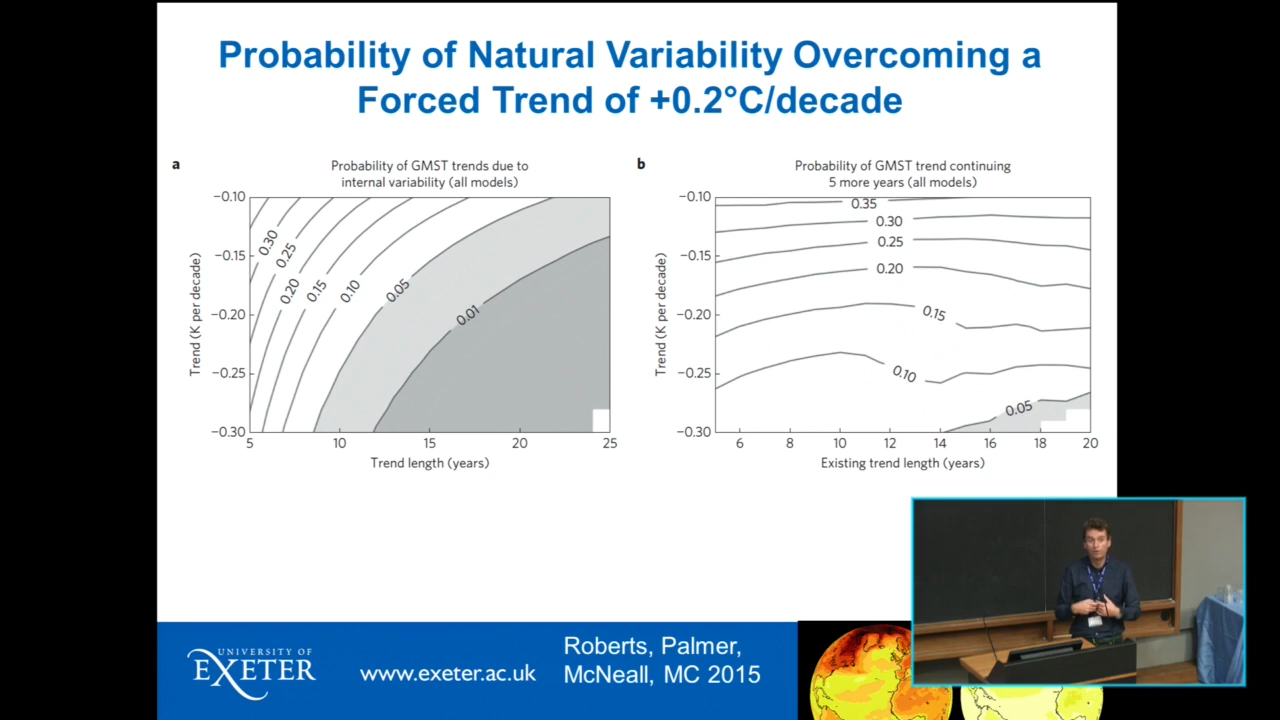 Probability of Natural Variability Overcoming a
Forced Trend of +0.2°C/decade
a
Probability of GMST trends due to
internal variability (all models)
Trend (K per decade)
−0.10
−0.15
−0.20
−0.25
−0.30
0.30
0.25
0.20
0.15
0.10
0.05
0.01
5
10
15
20
25
Trend length (years)
b
Probability of GMST trend continuing
5 more years (all models)
Trend (K per decade)
−0.10
−0.15
−0.20
−0.25
−0.30
0.35
0.30
0.25
0.20
0.15
0.10
0.05
6
8
10
12
14
16
18
20
Existing trend length (years)
UNIVERSITY OF
EXETER
www.exeter.ac.uk
Roberts, Palmer,
McNeall, MC 2015